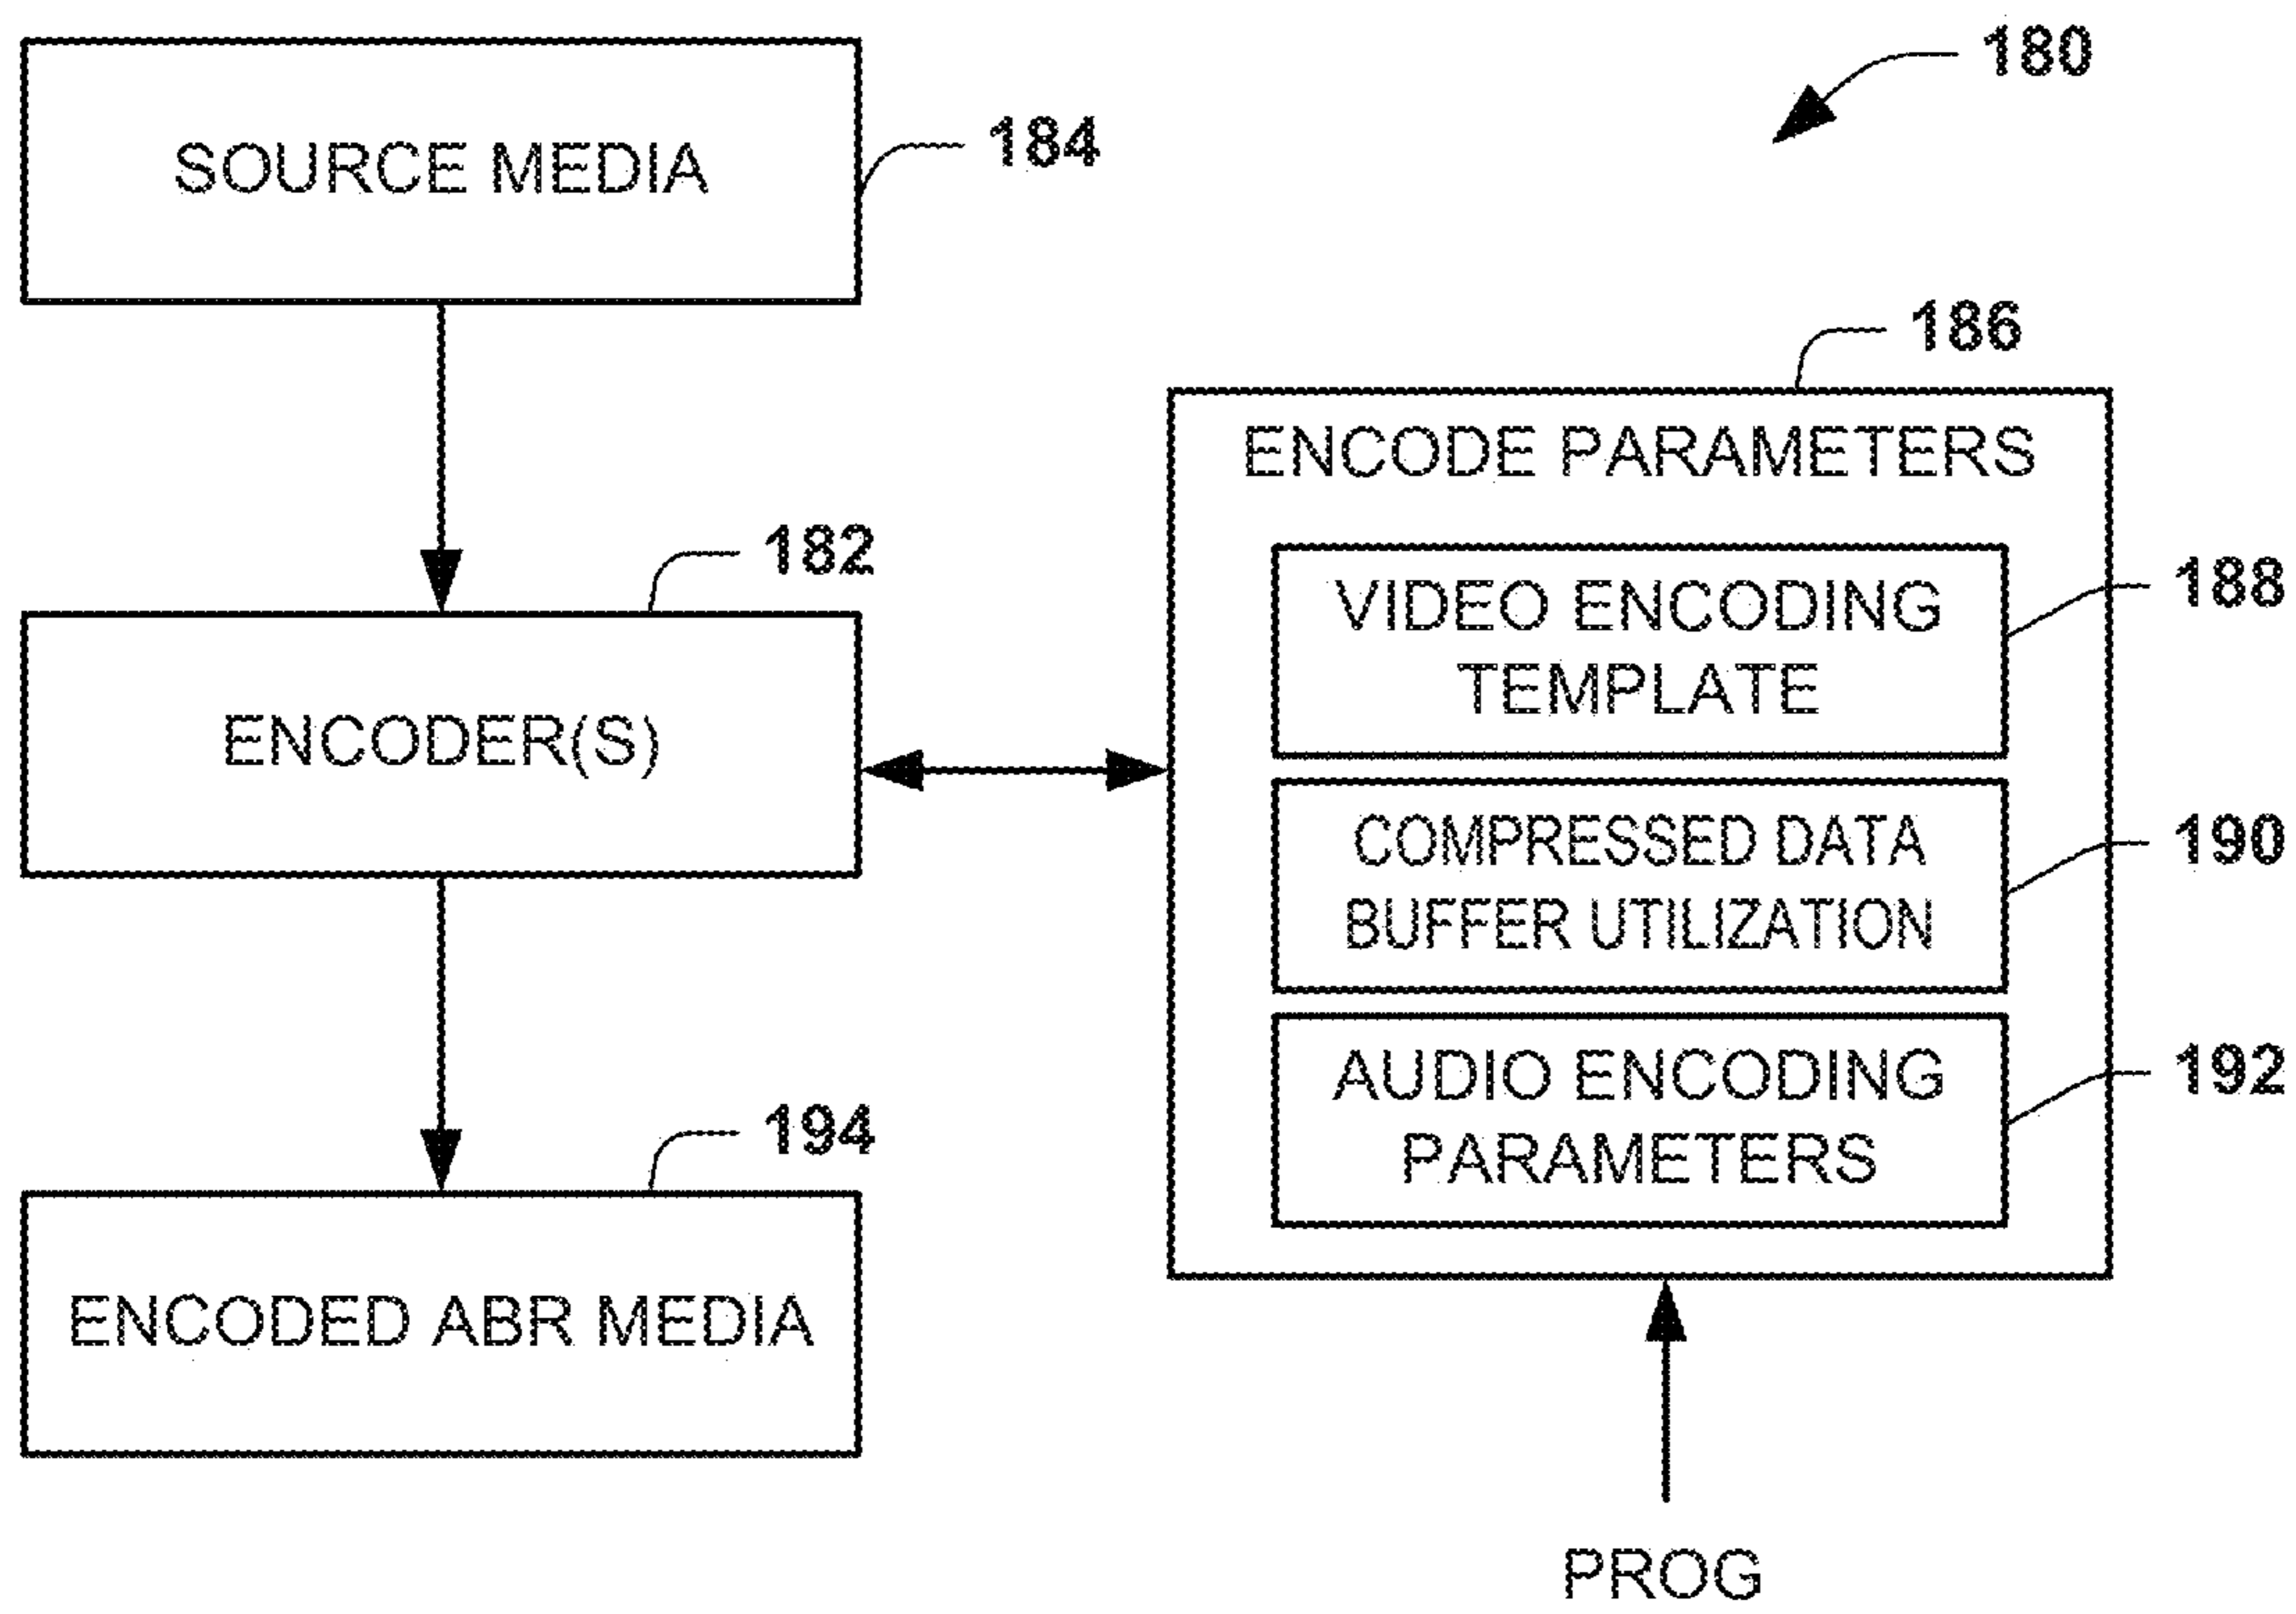 180
SOURCE MEDIA
184
186
ENCODE PARAMETERS
182
ENCODER(S)
VIDEO ENCODING
TEMPLATE
188
COMPRESSED DATA
BUFFER UTILIZATION
190
AUDIO ENCODING
PARAMETERS
192
194
ENCODED ABR MEDIA
PROG